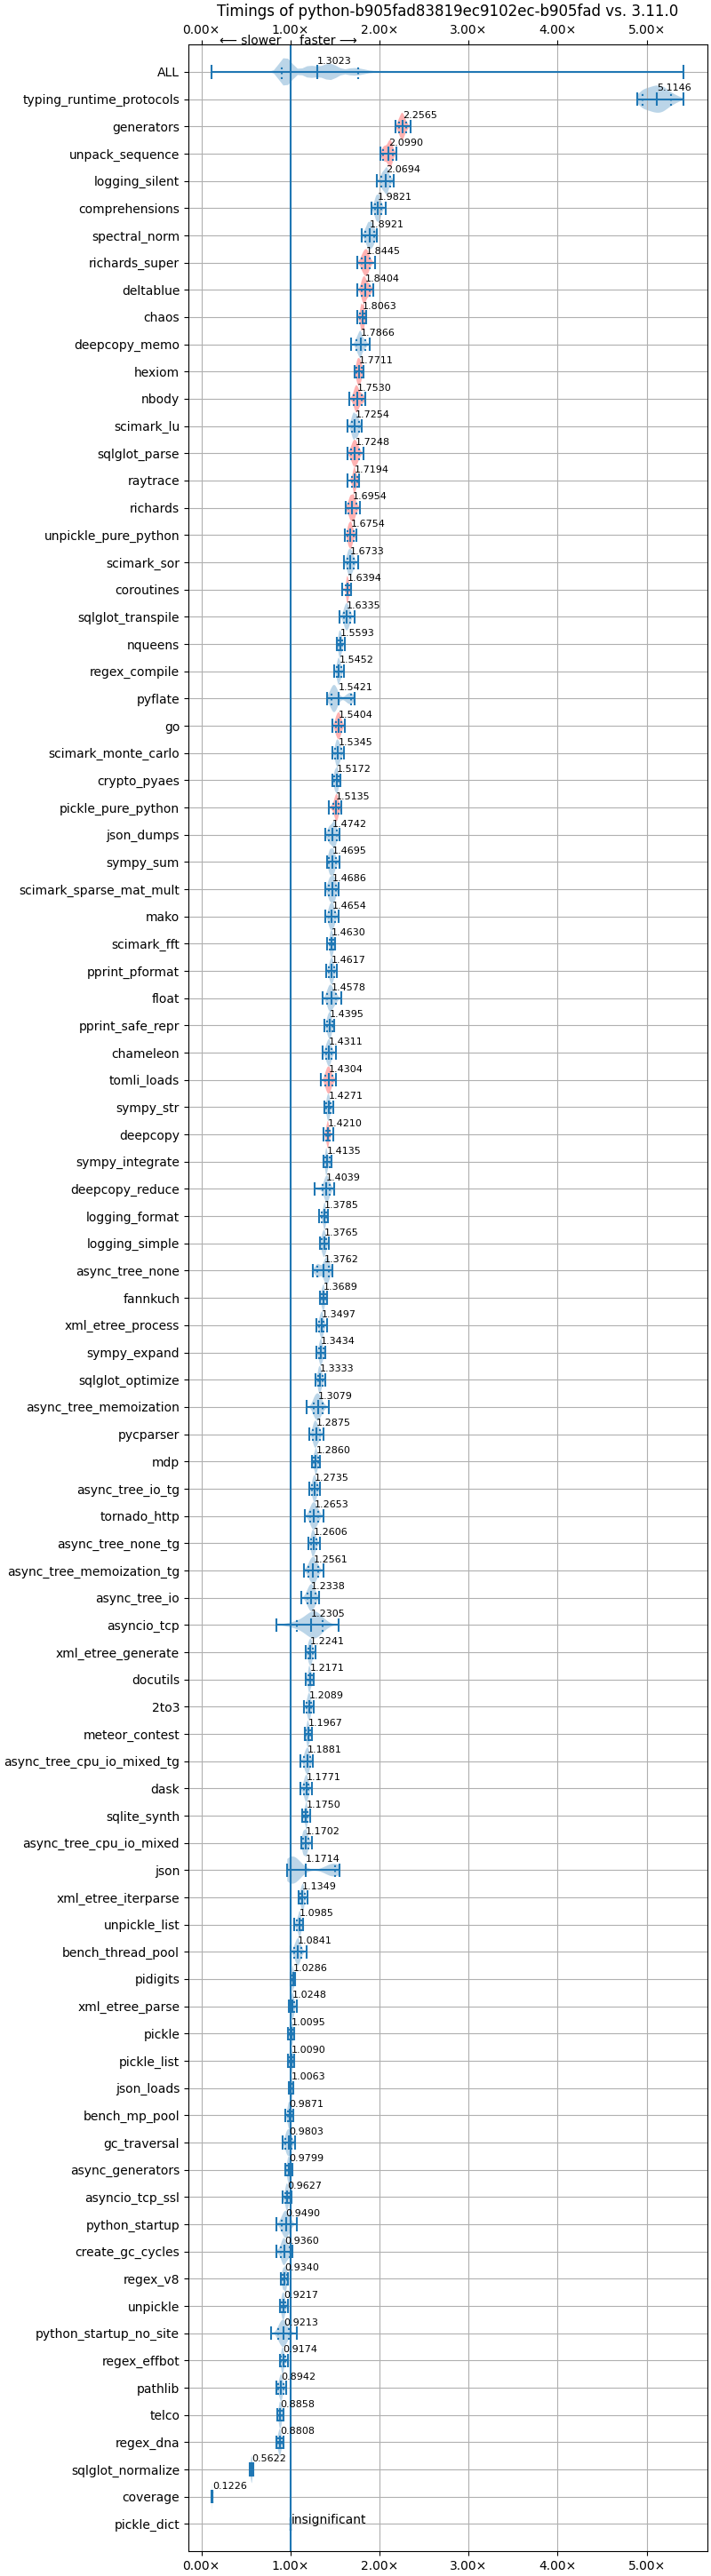 Timings of python-b905fad83819ec9102ec-b905fad vs. 3.11.0
0.00× 1.00× 2.00× 3.00× 4.00× 5.00×
← slower faster →
ALL 1.3023
typing_runtime_protocols 5.1146
generators 2.2565
unpack_sequence 2.0990
logging_silent 2.0694
comprehensions 1.9821
spectral_norm 1.8921
richards_super 1.8445
deltablue 1.8404
chaos 1.8063
deepcopy_memo 1.7866
hexiom 1.7711
nbody 1.7530
scimark_lu 1.7254
sqlglot_parse 1.7248
raytrace 1.7194
richards 1.6954
unpickle_pure_python 1.6754
scimark_sor 1.6733
coroutines 1.6394
sqlglot_transpile 1.6335
nqueens 1.5593
regex_compile 1.5452
pyflate 1.5421
go 1.5404
scimark_monte_carlo 1.5345
crypto_pyaes 1.5172
pickle_pure_python 1.5135
json_dumps 1.4742
sympy_sum 1.4695
scimark_sparse_mat_mult 1.4686
mako 1.4654
scimark_fft 1.4630
pprint_pformat 1.4617
float 1.4578
pprint_safe_repr 1.4395
chameleon 1.4311
tomli_loads 1.4304
sympy_str 1.4271
deepcopy 1.4210
sympy_integrate 1.4135
deepcopy_reduce 1.4039
logging_format 1.3785
logging_simple 1.3765
async_tree_none 1.3762
fannkuch 1.3689
xml_etree_process 1.3497
sympy_expand 1.3434
sqlglot_optimize 1.3333
async_tree_memoization 1.3079
pycparser 1.2875
mdp 1.2860
async_tree_io_tg 1.2735
tornado_http 1.2653
async_tree_none_tg 1.2606
async_tree_memoization_tg 1.2561
async_tree_io 1.2338
asyncio_tcp 1.2305
xml_etree_generate 1.2241
docutils 1.2171
2to3 1.2089
meteor_contest 1.1967
async_tree_cpu_io_mixed_tg 1.1881
dask 1.1771
sqlite_synth 1.1750
async_tree_cpu_io_mixed 1.1702
json 1.1714
xml_etree_iterparse 1.1349
unpickle_list 1.0985
bench_thread_pool 1.0841
pidigits 1.0286
xml_etree_parse 1.0248
pickle 1.0095
pickle_list 1.0090
json_loads 1.0063
bench_mp_pool 0.9871
gc_traversal 0.9803
async_generators 0.9799
asyncio_tcp_ssl 0.9627
python_startup 0.9490
create_gc_cycles 0.9360
regex_v8 0.9340
unpickle 0.9217
python_startup_no_site 0.9213
regex_effbot 0.9174
pathlib 0.8942
telco 0.8858
regex_dna 0.8808
sqlglot_normalize 0.5622
coverage 0.1226
pickle_dict insignificant
0.00× 1.00× 2.00× 3.00× 4.00× 5.00×